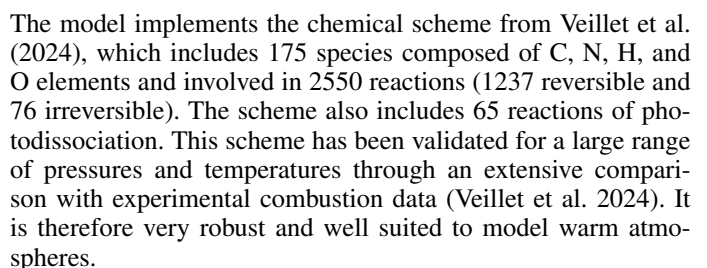 The model implements the chemical scheme from Veillet et al.
(2024), which includes 175 species composed of C, N, H, and
O elements and involved in 2550 reactions (1237 reversible and
76 irreversible). The scheme also includes 65 reactions of pho-
todissociation. This scheme has been validated for a large range
of pressures and temperatures through an extensive compari-
son with experimental combustion data (Veillet et al. 2024). It
is therefore very robust and well suited to model warm atmo-
spheres.